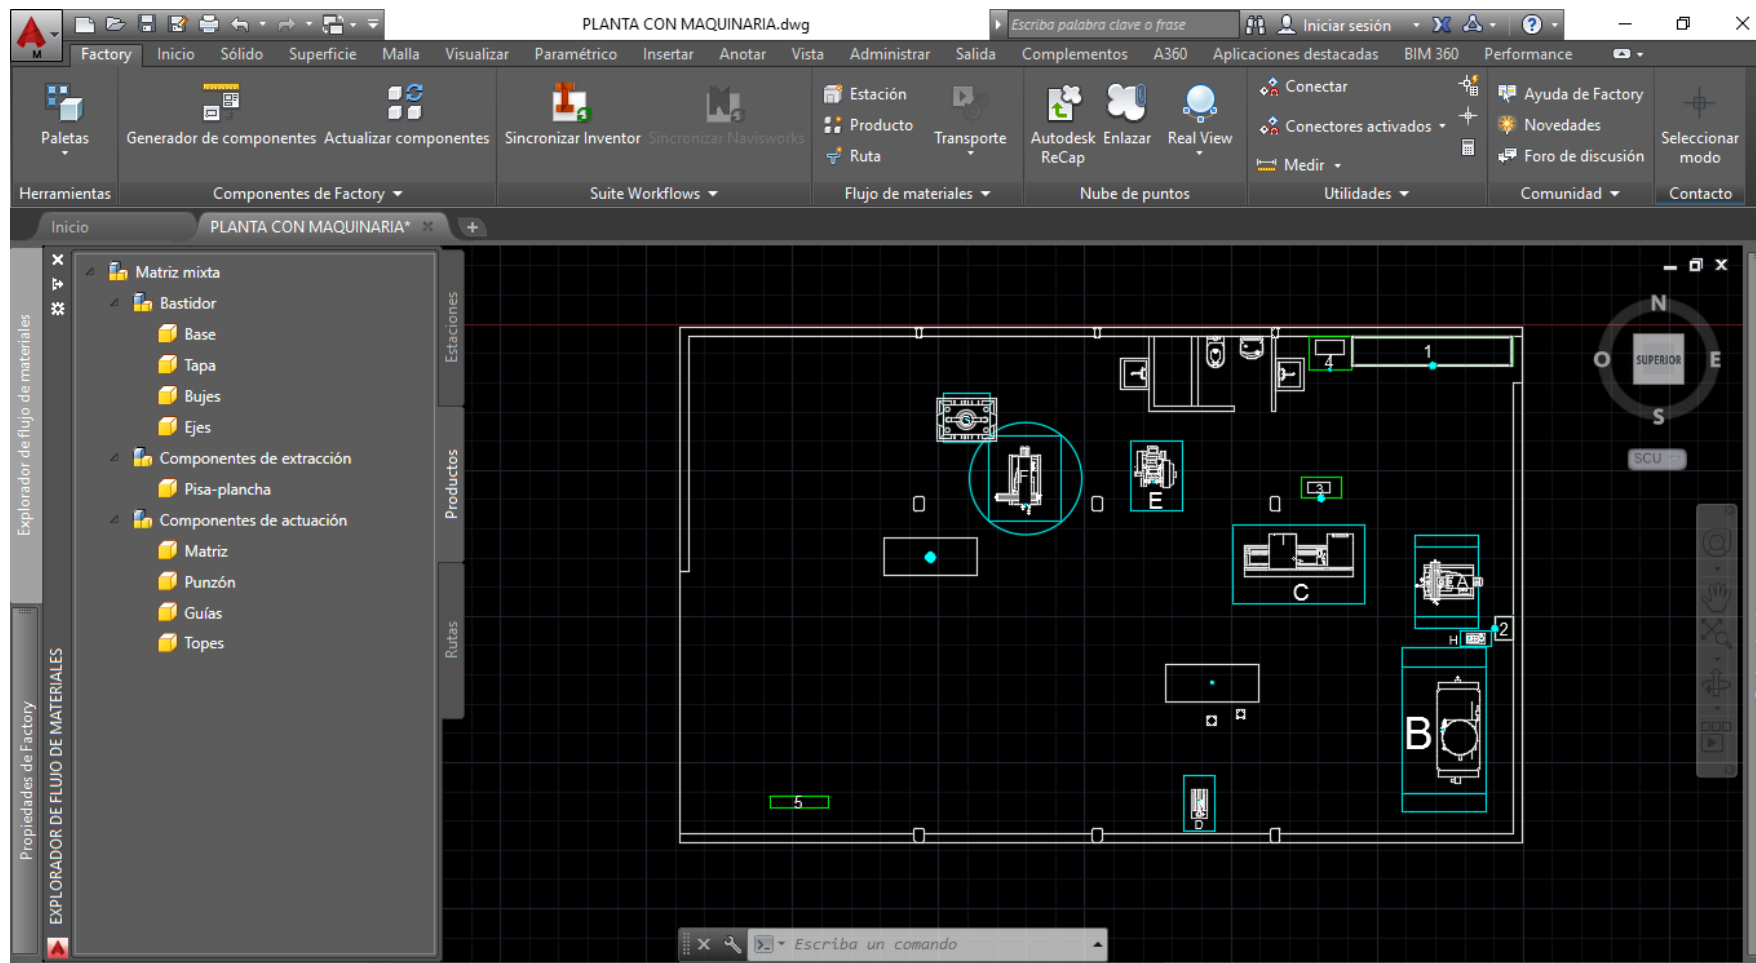 PLANTA CON MAQUINARIA.dwg
Escriba palabra clave o frase
Iniciar sesión
M
Factory Inicio Sólido Superficie Malla Visualizar Paramétrico Insertar Anotar Vista Administrar Salida Complementos A360 Aplicaciones destacadas BIM 360 Performance
Paletas
Generador de componentes
Actualizar componentes
Sincronizar Inventor
Sincronizar Navisworks
Estación
Producto
Ruta
Transporte
Autodesk ReCap
Enlazar
Real View
Conectar
Conectores activados
Medir
Ayuda de Factory
Novedades
Foro de discusión
Seleccionar modo
Herramientas
Componentes de Factory
Suite Workflows
Flujo de materiales
Nube de puntos
Utilidades
Comunidad
Contacto
Inicio
PLANTA CON MAQUINARIA*
Explorador de flujo de materiales
Propiedades de Factory
EXPLORADOR DE FLUJO DE MATERIALES
Matriz mixta
Bastidor
Base
Tapa
Bujes
Ejes
Componentes de extracción
Pisa-plancha
Componentes de actuación
Matriz
Punzón
Guías
Topes
Estaciones
Productos
Rutas
N
O
SUPERIOR
E
S
SCU
4
1
F
E
3
C
A
2
H
B
5
D
Escriba un comando